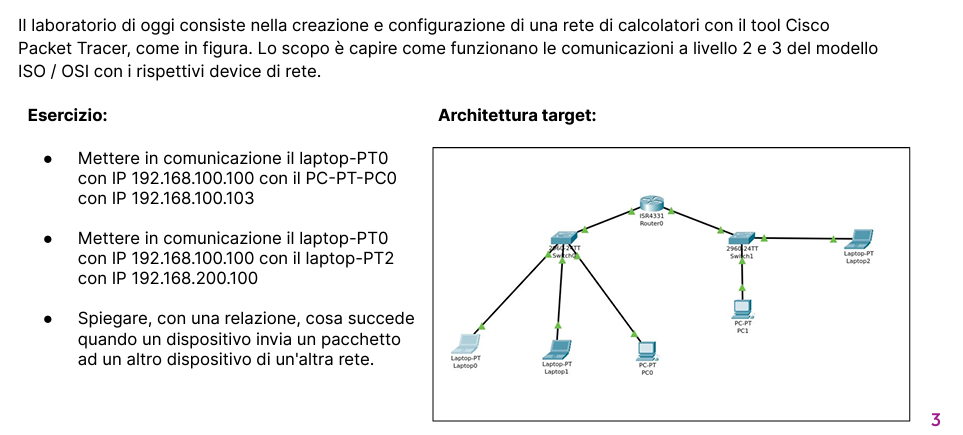 Il laboratorio di oggi consiste nella creazione e configurazione di una rete di calcolatori con il tool Cisco
Packet Tracer, come in figura. Lo scopo è capire come funzionano le comunicazioni a livello 2 e 3 del modello
ISO / OSI con i rispettivi device di rete.
Esercizio:
● Mettere in comunicazione il laptop-PT0
con IP 192.168.100.100 con il PC-PT-PC0
con IP 192.168.100.103
● Mettere in comunicazione il laptop-PT0
con IP 192.168.100.100 con il laptop-PT2
con IP 192.168.200.100
● Spiegare, con una relazione, cosa succede
quando un dispositivo invia un pacchetto
ad un altro dispositivo di un'altra rete.
Architettura target:
ISR4331
Router0
2960-24TT
Switch0
2960-24TT
Switch1
Laptop-PT
Laptop2
PC-PT
PC1
Laptop-PT
Laptop0
Laptop-PT
Laptop1
PC-PT
PC0
3